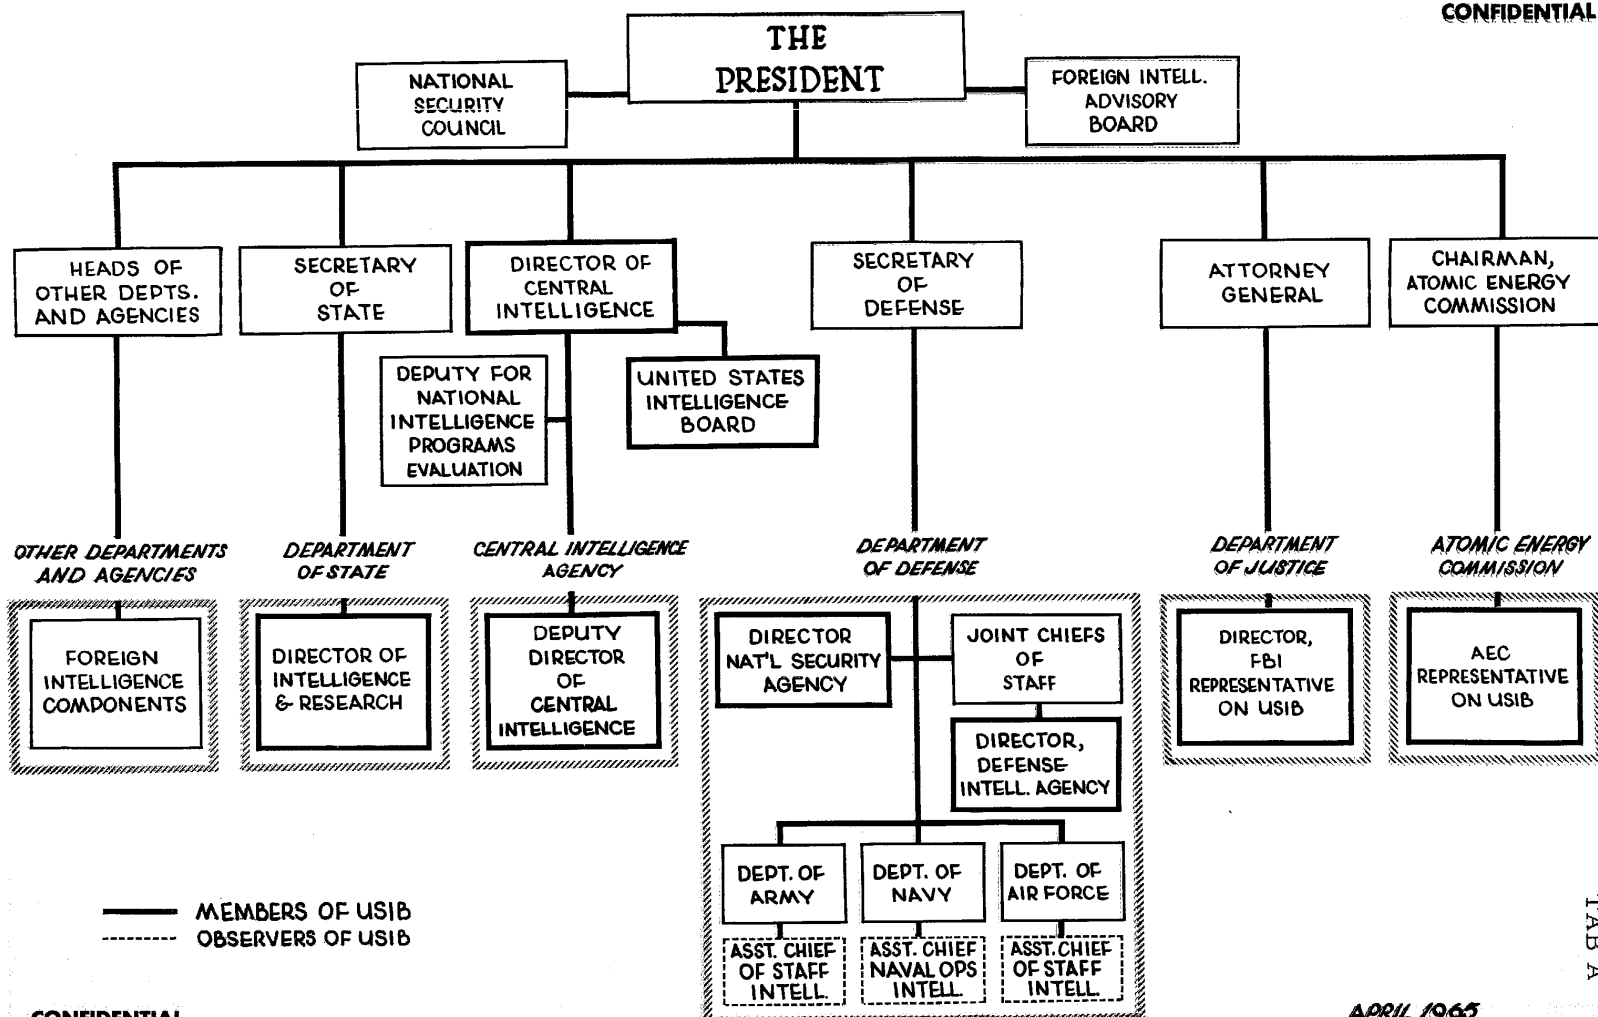 CONFIDENTIAL
THE
PRESIDENT
NATIONAL
SECURITY
COUNCIL
FOREIGN INTELL.
ADVISORY
BOARD
HEADS OF
OTHER DEPTS.
AND AGENCIES
SECRETARY
OF
STATE
DIRECTOR OF
CENTRAL
INTELLIGENCE
SECRETARY
OF
DEFENSE
ATTORNEY
GENERAL
CHAIRMAN,
ATOMIC ENERGY
COMMISSION
DEPUTY FOR
NATIONAL
INTELLIGENCE
PROGRAMS
EVALUATION
UNITED STATES
INTELLIGENCE
BOARD
OTHER DEPARTMENTS
AND AGENCIES
DEPARTMENT
OF STATE
CENTRAL INTELLIGENCE
AGENCY
DEPARTMENT
OF DEFENSE
DEPARTMENT
OF JUSTICE
ATOMIC ENERGY
COMMISSION
FOREIGN
INTELLIGENCE
COMPONENTS
DIRECTOR OF
INTELLIGENCE
& RESEARCH
DEPUTY
DIRECTOR
OF
CENTRAL
INTELLIGENCE
DIRECTOR
NAT'L SECURITY
AGENCY
JOINT CHIEFS
OF
STAFF
DIRECTOR,
DEFENSE
INTELL. AGENCY
DIRECTOR,
FBI
REPRESENTATIVE
ON USIB
AEC
REPRESENTATIVE
ON USIB
DEPT. OF
ARMY
DEPT. OF
NAVY
DEPT. OF
AIR FORCE
ASST. CHIEF
OF STAFF
INTELL.
ASST. CHIEF
NAVAL OPS
INTELL.
ASST. CHIEF
OF STAFF
INTELL.
MEMBERS OF USIB
OBSERVERS OF USIB
TAB A
CONFIDENTIAL
APRIL 1965